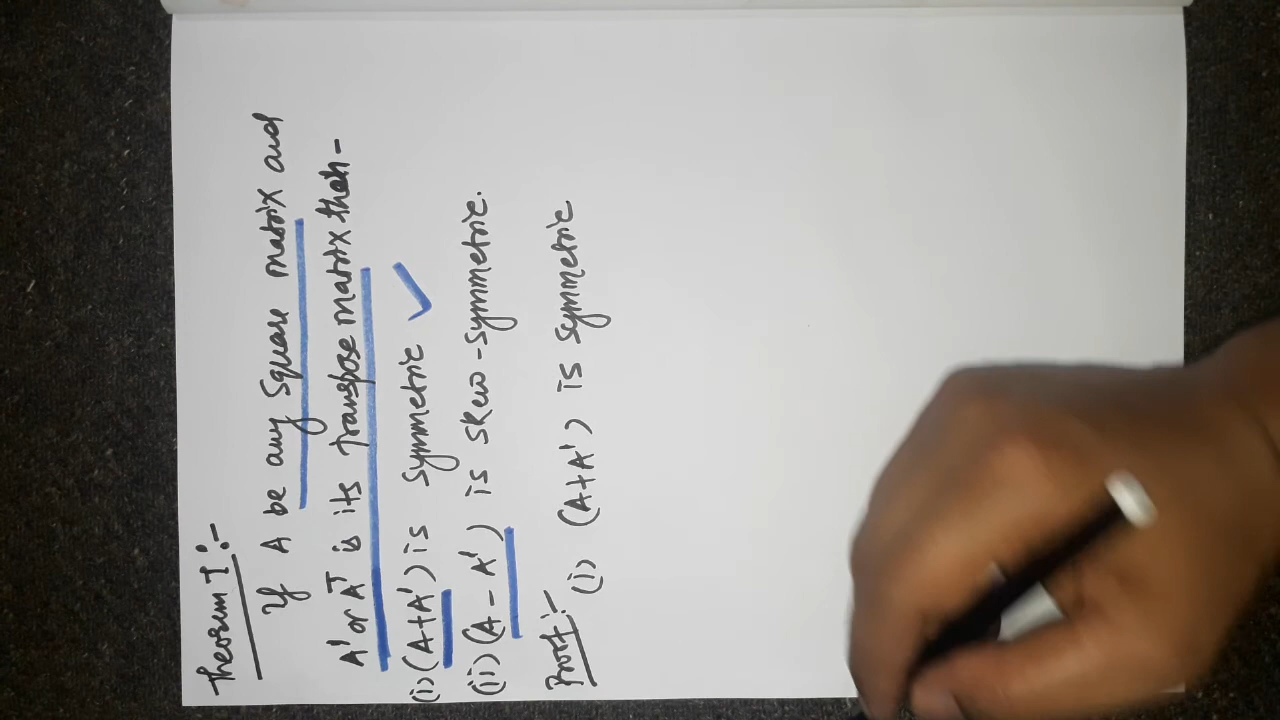 Theorem I :-
If A be any Square matrix and
A' or Aᵀ is its transpose matrix then -
(i) (A+A') is symmetric ✓
(ii) (A - A') is skew-symmetric.
Proof :-
(i) (A+A') is symmetric